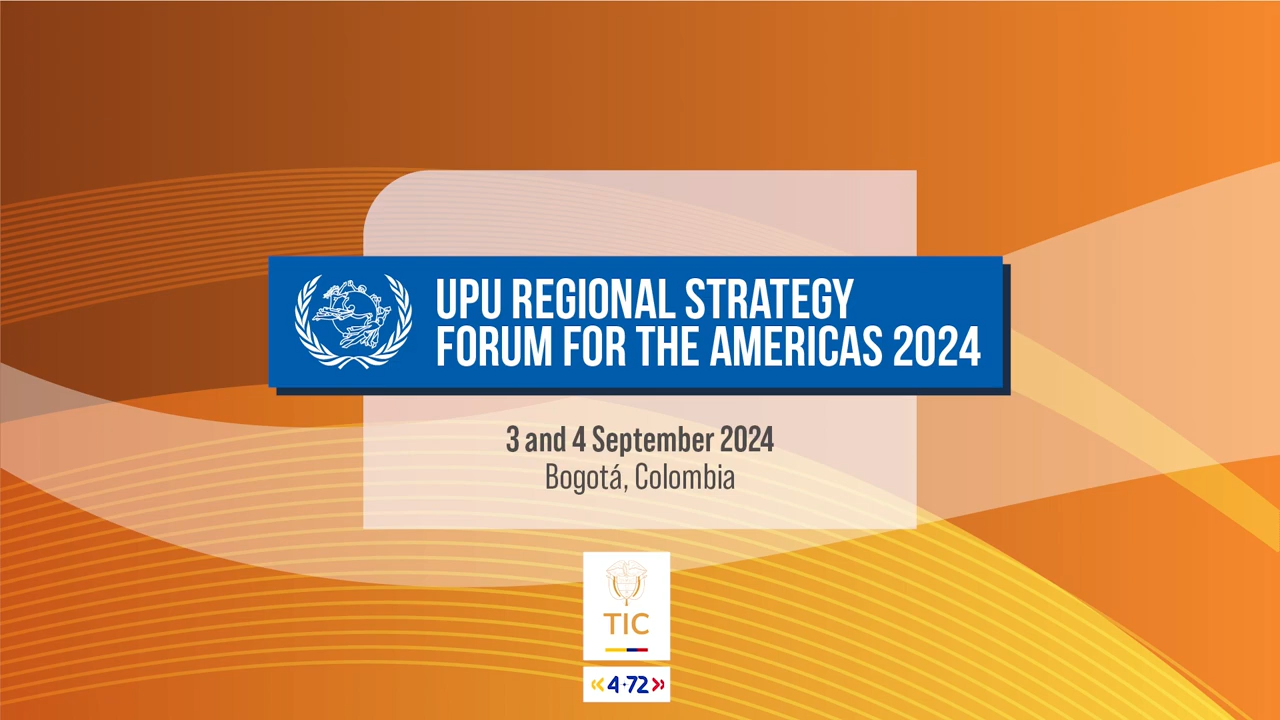 UPU REGIONAL STRATEGY
FORUM FOR THE AMERICAS 2024
3 and 4 September 2024
Bogotá, Colombia
TIC
4-72